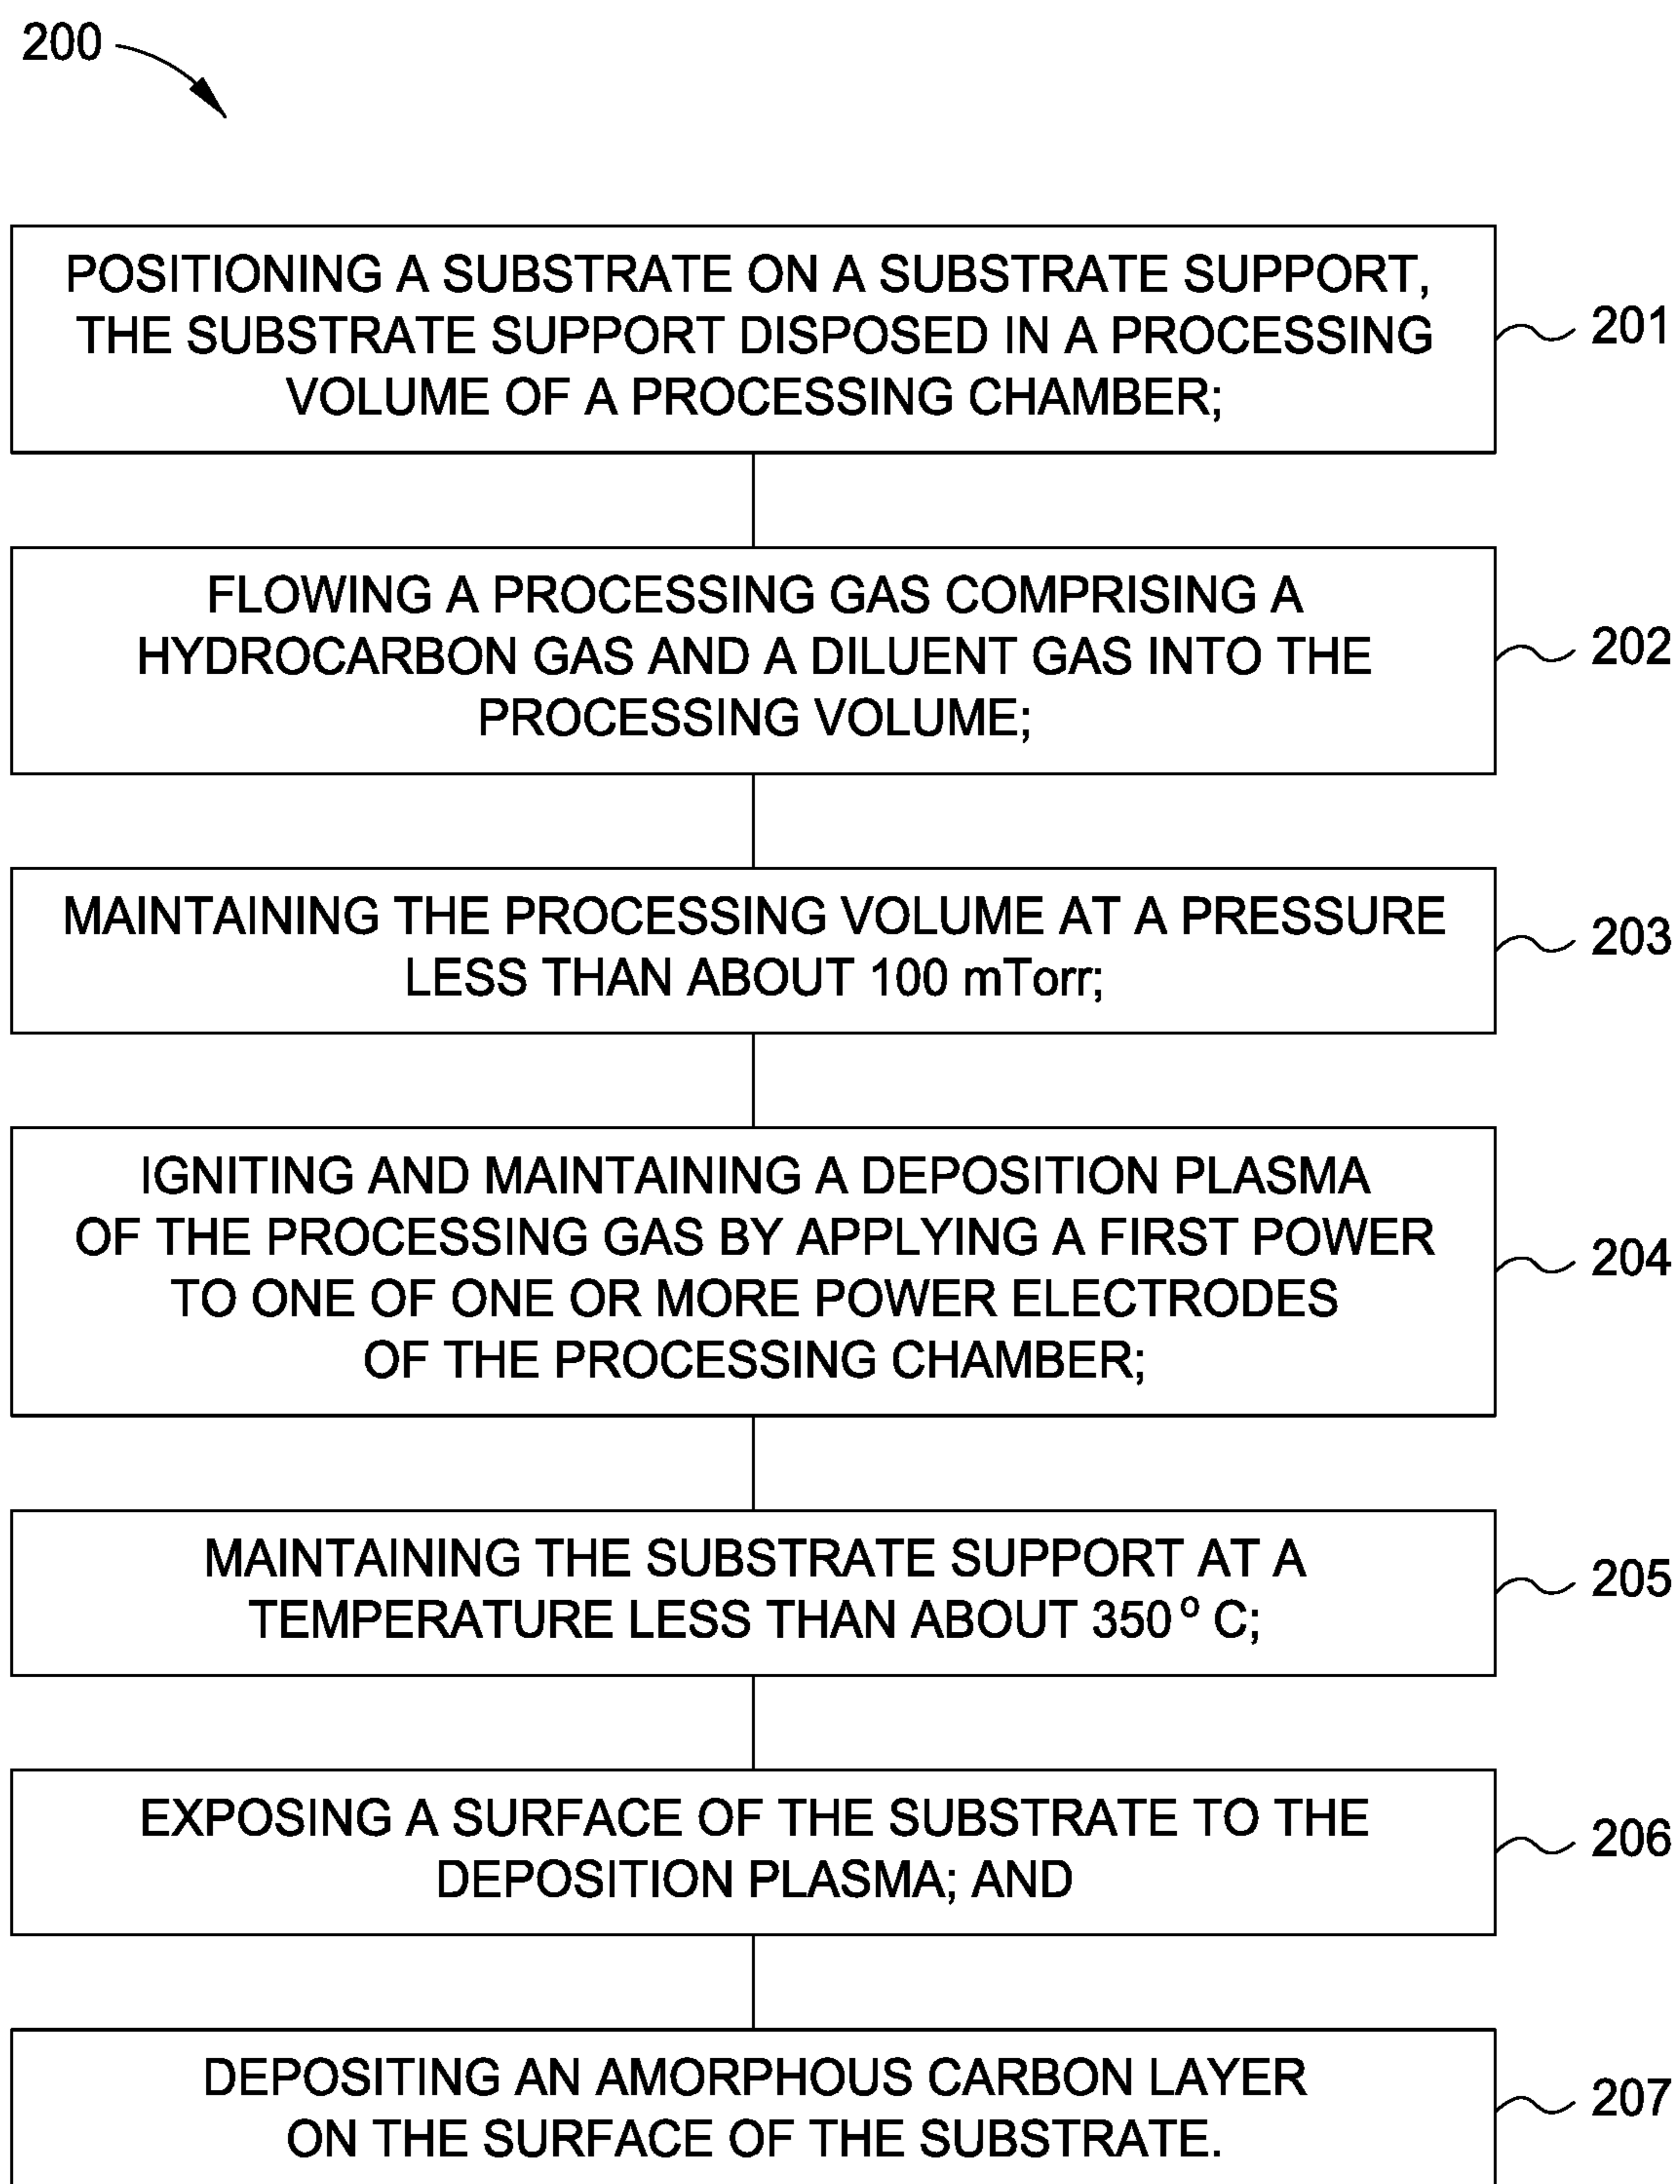 200
POSITIONING A SUBSTRATE ON A SUBSTRATE SUPPORT,
THE SUBSTRATE SUPPORT DISPOSED IN A PROCESSING
VOLUME OF A PROCESSING CHAMBER;
201
FLOWING A PROCESSING GAS COMPRISING A
HYDROCARBON GAS AND A DILUENT GAS INTO THE
PROCESSING VOLUME;
202
MAINTAINING THE PROCESSING VOLUME AT A PRESSURE
LESS THAN ABOUT 100 mTorr;
203
IGNITING AND MAINTAINING A DEPOSITION PLASMA
OF THE PROCESSING GAS BY APPLYING A FIRST POWER
TO ONE OF ONE OR MORE POWER ELECTRODES
OF THE PROCESSING CHAMBER;
204
MAINTAINING THE SUBSTRATE SUPPORT AT A
TEMPERATURE LESS THAN ABOUT 350° C;
205
EXPOSING A SURFACE OF THE SUBSTRATE TO THE
DEPOSITION PLASMA; AND
206
DEPOSITING AN AMORPHOUS CARBON LAYER
ON THE SURFACE OF THE SUBSTRATE.
207